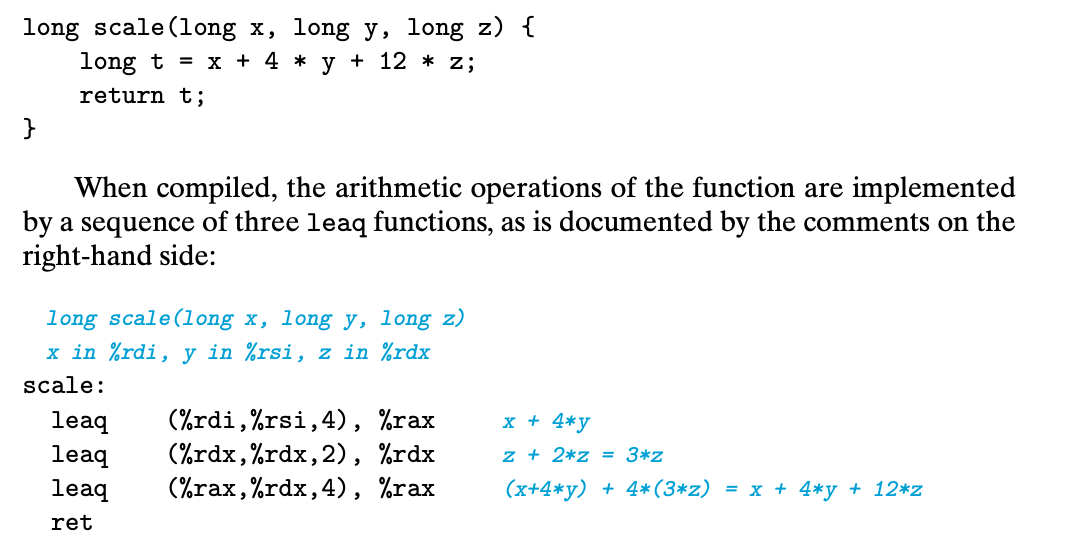 long scale(long x, long y, long z) {
    long t = x + 4 * y + 12 * z;
    return t;
}
When compiled, the arithmetic operations of the function are implemented
by a sequence of three leaq functions, as is documented by the comments on the
right-hand side:
long scale(long x, long y, long z)
x in %rdi, y in %rsi, z in %rdx
scale:
  leaq    (%rdi,%rsi,4), %rax    x + 4*y
  leaq    (%rdx,%rdx,2), %rdx    z + 2*z = 3*z
  leaq    (%rax,%rdx,4), %rax    (x+4*y) + 4*(3*z) = x + 4*y + 12*z
  ret